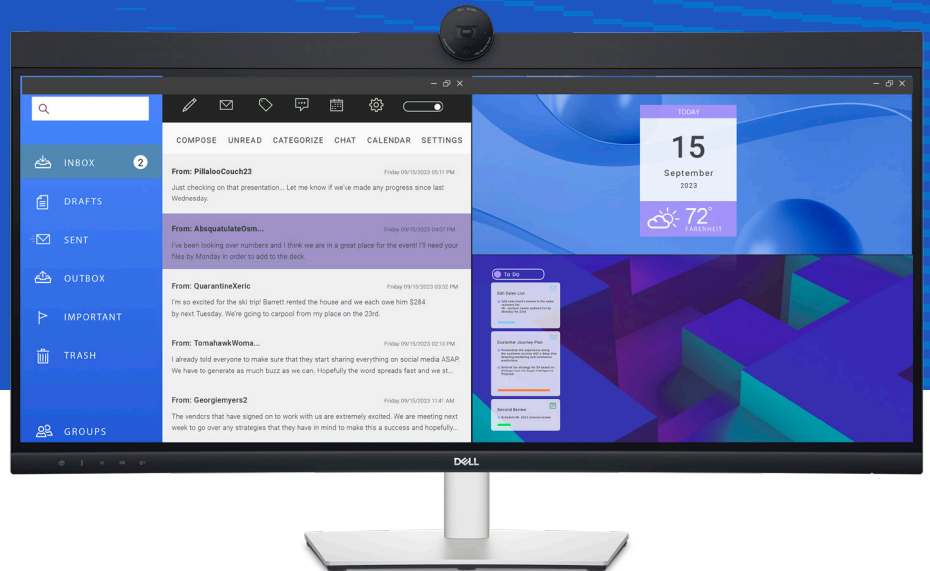 INBOX
2
DRAFTS
SENT
OUTBOX
IMPORTANT
TRASH
GROUPS
COMPOSE UNREAD CATEGORIZE CHAT CALENDAR SETTINGS
From: PillalooCouch23
Friday 09/15/2023 05:11 PM
Just checking on that presentation... Let me know if we've made any progress since last
Wednesday.
From: AbsquatulateOsm...
Friday 09/15/2023 04:07 PM
I've been looking over numbers and I think we are in a great place for the event! I'll need your
files by Monday in order to add to the deck.
From: QuarantineXeric
Friday 09/15/2023 03:52 PM
I'm so excited for the ski trip! Barrett rented the house and we each owe him $284
by next Tuesday. We're going to carpool from my place on the 23rd.
From: TomahawkWoma...
Friday 09/15/2023 02:13 PM
I already told everyone to make sure that they start sharing everything on social media ASAP.
We have to generate as much buzz as we can. Hopefully the word spreads fast and we st...
From: Georgiemyers2
Friday 09/15/2023 11:41 AM
The vendors that have signed on to work with us are extremely excited. We are meeting next
week to go over any strategies that they have in mind to make this a success and hopefully...
TODAY
15
September
2023
72°
FARENHEIT
To Do
Edit Sales List
Customer Journey Plan
Second Review
DELL